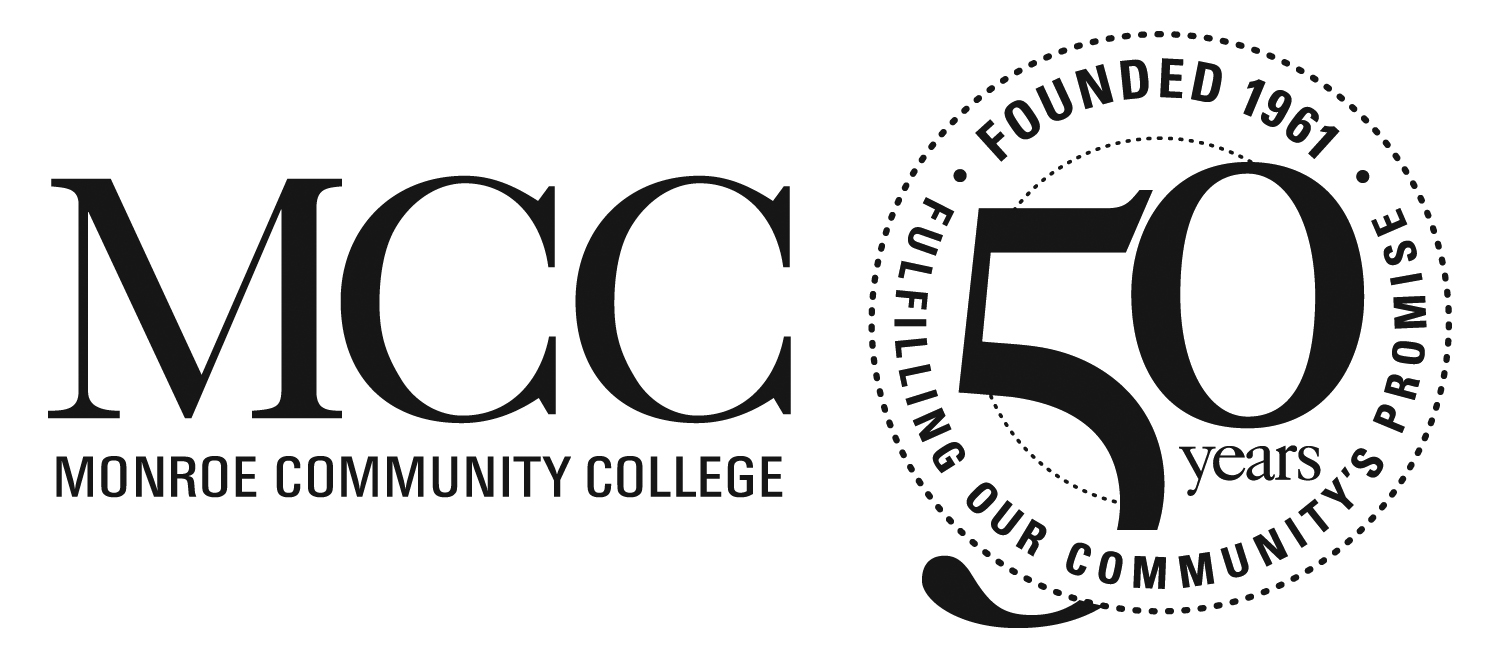 MCC
MONROE COMMUNITY COLLEGE
• FOUNDED 1961 •
FULFILLING OUR COMMUNITY'S PROMISE
50
years